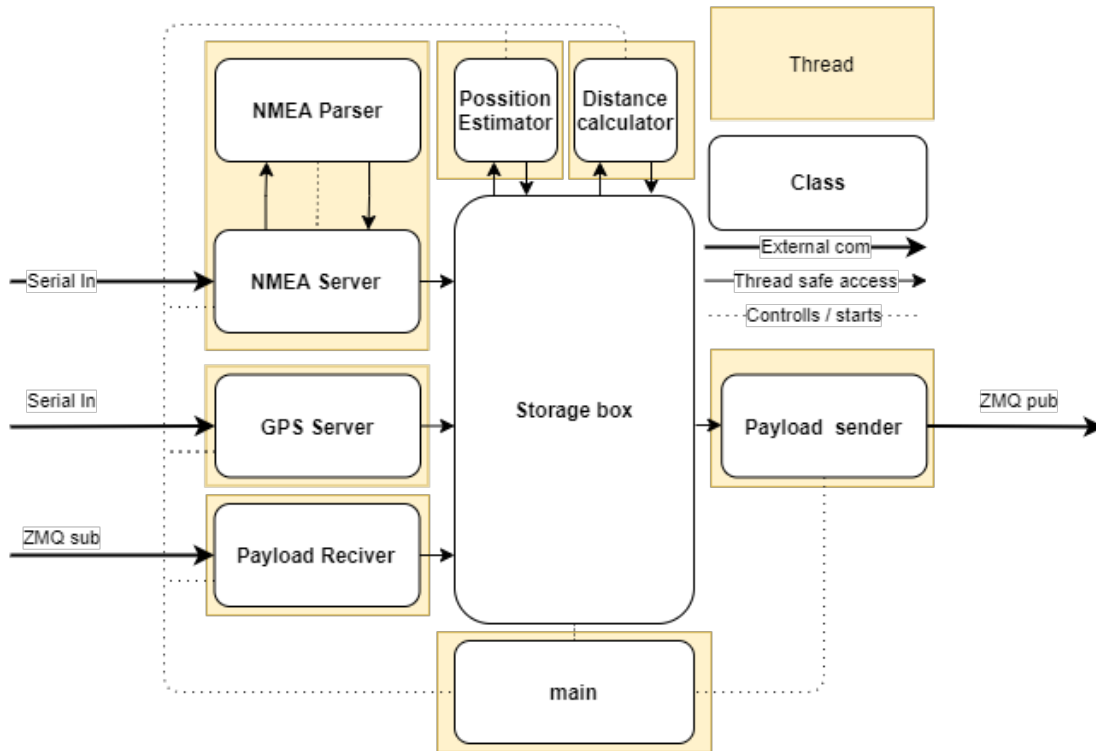 NMEA Parser
Possition
Estimator
Distance
calculator
Thread
Class
External com
Thread safe access
Controlls / starts
Serial In
NMEA Server
Serial In
GPS Server
Storage box
Payload  sender
ZMQ pub
ZMQ sub
Payload Reciver
main